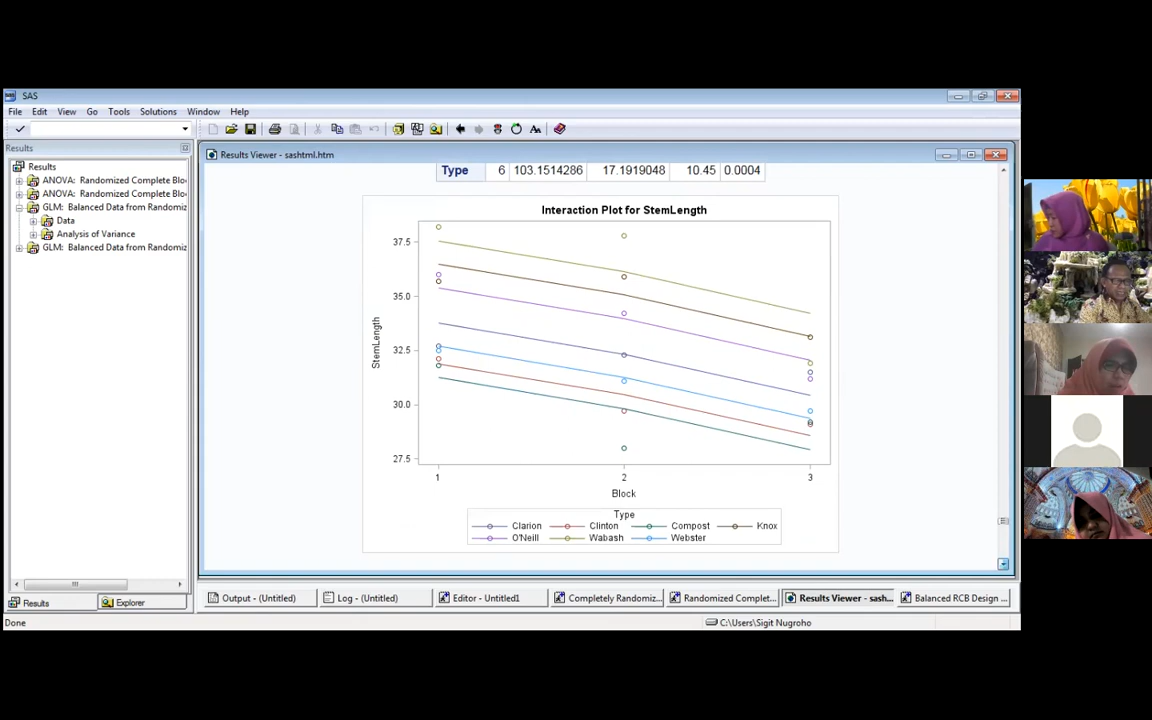 SAS
File Edit View Go Tools Solutions Window Help
Results
Results Viewer - sashtml.htm
Results
ANOVA: Randomized Complete Blo
ANOVA: Randomized Complete Blo
GLM: Balanced Data from Randomiz
Data
Analysis of Variance
GLM: Balanced Data from Randomiz
Type 6 103.1514286 17.1919048 10.45 0.0004
Interaction Plot for StemLength
37.5
35.0
32.5
30.0
27.5
StemLength
1 2 3
Block
Type
Clarion Clinton Compost Knox
O'Neill Wabash Webster
Results Explorer
Output - (Untitled) Log - (Untitled) Editor - Untitled1 Completely Randomiz... Randomized Complet... Results Viewer - sash... Balanced RCB Design ...
Done
C:\Users\Sigit Nugroho